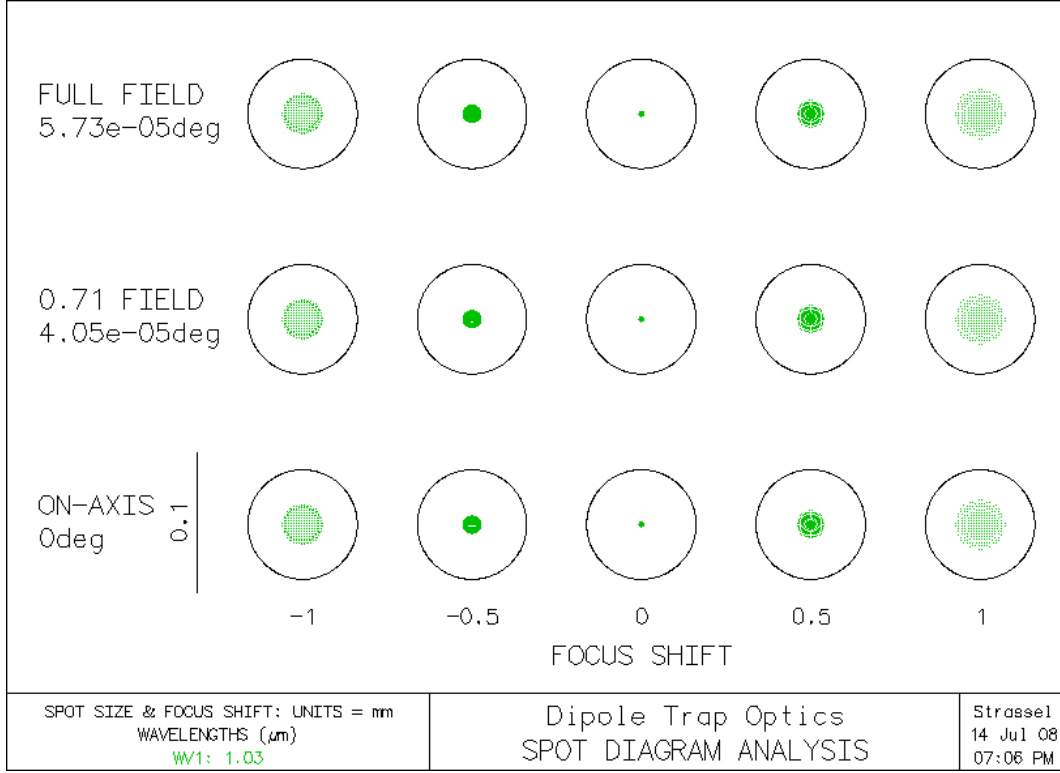 FULL FIELD
5.73e-05deg
0.71 FIELD
4.05e-05deg
ON-AXIS
0deg
0.1
-1 -0.5 0 0.5 1
FOCUS SHIFT
SPOT SIZE & FOCUS SHIFT: UNITS = mm
WAVELENGTHS (μm)
WV1: 1.03
Dipole Trap Optics
SPOT DIAGRAM ANALYSIS
Strassel
14 Jul 08
07:06 PM